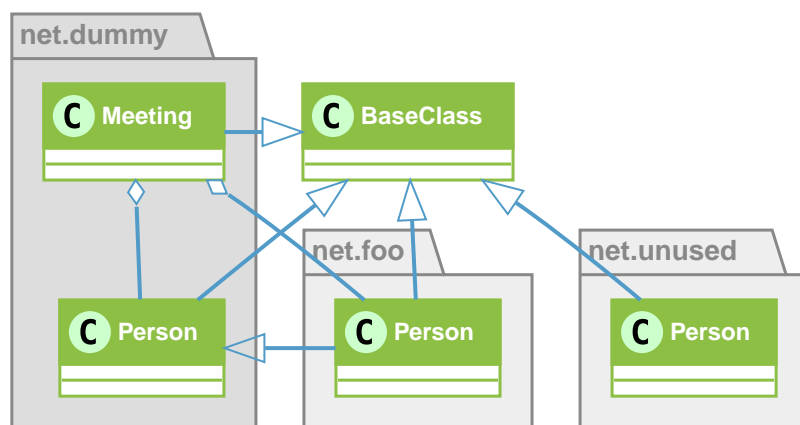 net.dummy
C Meeting
C BaseClass
net.foo
net.unused
C Person
C Person
C Person